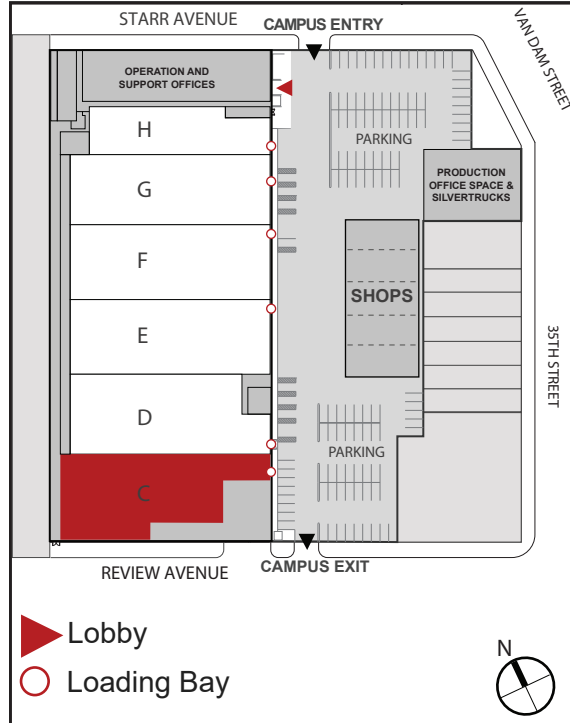 STARR AVENUE
CAMPUS ENTRY
VAN DAM STREET
OPERATION AND
SUPPORT OFFICES
H
PARKING
G
PRODUCTION
OFFICE SPACE &
SILVERTRUCKS
F
SHOPS
E
35TH STREET
D
PARKING
C
REVIEW AVENUE
CAMPUS EXIT
Lobby
Loading Bay
N